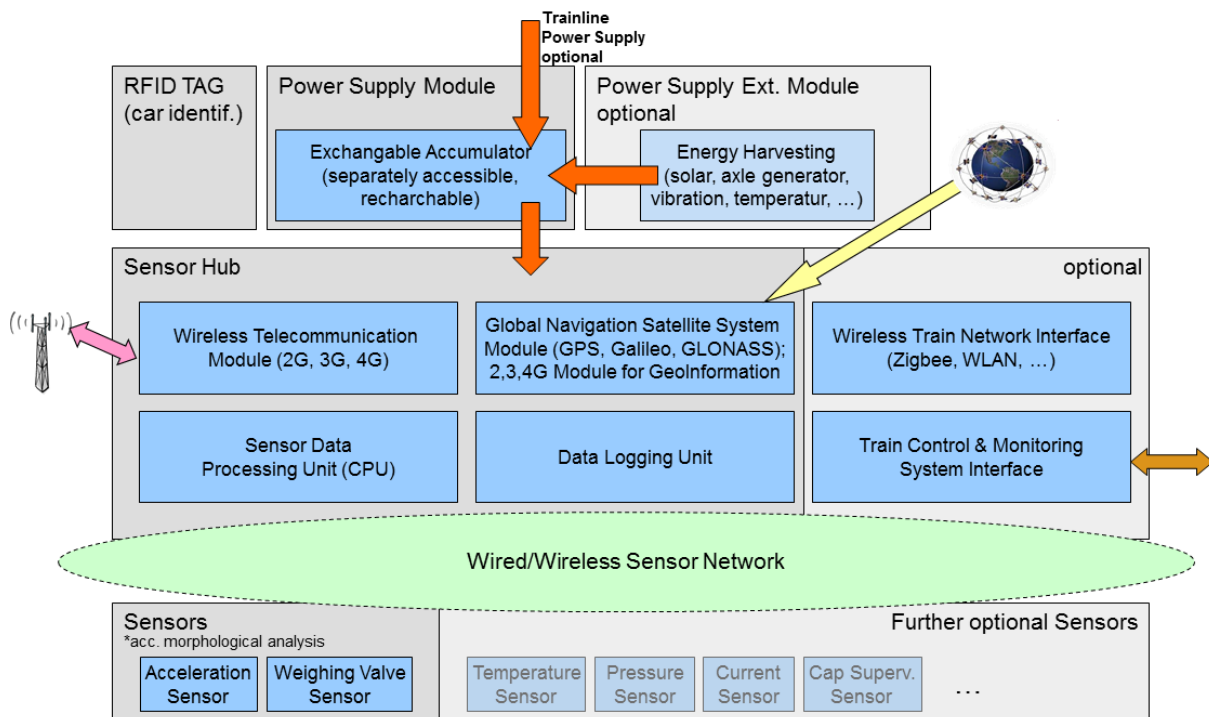 Trainline
Power Supply
optional
RFID TAG
(car identif.)
Power Supply Module
Power Supply Ext. Module
optional
Exchangable Accumulator
(separately accessible,
recharchable)
Energy Harvesting
(solar, axle generator,
vibration, temperatur, …)
Sensor Hub
optional
Wireless Telecommunication
Module (2G, 3G, 4G)
Global Navigation Satellite System
Module (GPS, Galileo, GLONASS);
2,3,4G Module for GeoInformation
Wireless Train Network Interface
(Zigbee, WLAN, …)
Sensor Data
Processing Unit (CPU)
Data Logging Unit
Train Control & Monitoring
System Interface
Wired/Wireless Sensor Network
Sensors
*acc. morphological analysis
Further optional Sensors
Acceleration
Sensor
Weighing Valve
Sensor
Temperature
Sensor
Pressure
Sensor
Current
Sensor
Cap Superv.
Sensor
…